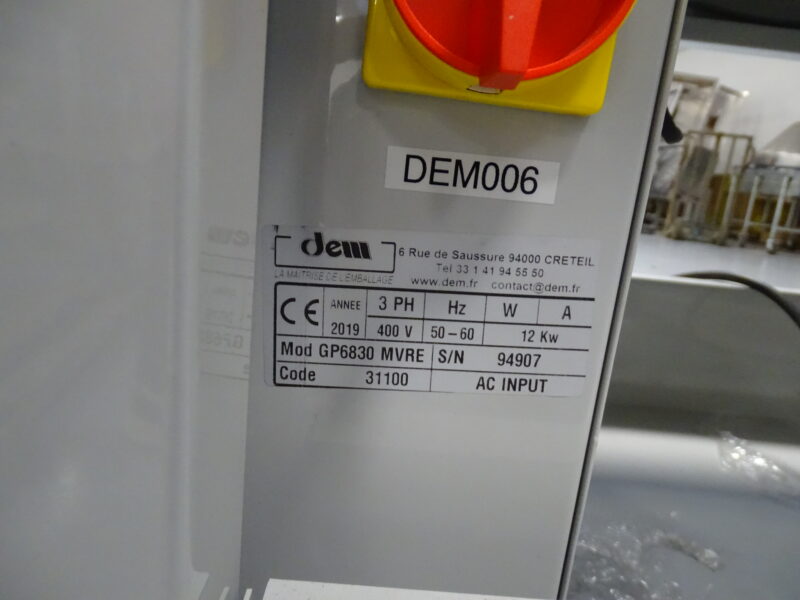 DEM006
dem
LA MAITRISE DE L'EMBALLAGE
6 Rue de Saussure 94000 CRETEIL
Tel 33 1 41 94 55 50
www.dem.fr contact@dem.fr
CE ANNEE 3 PH Hz W A
2019 400 V 50-60 12 Kw
Mod GP6830 MVRE S/N 94907
Code 31100 AC INPUT